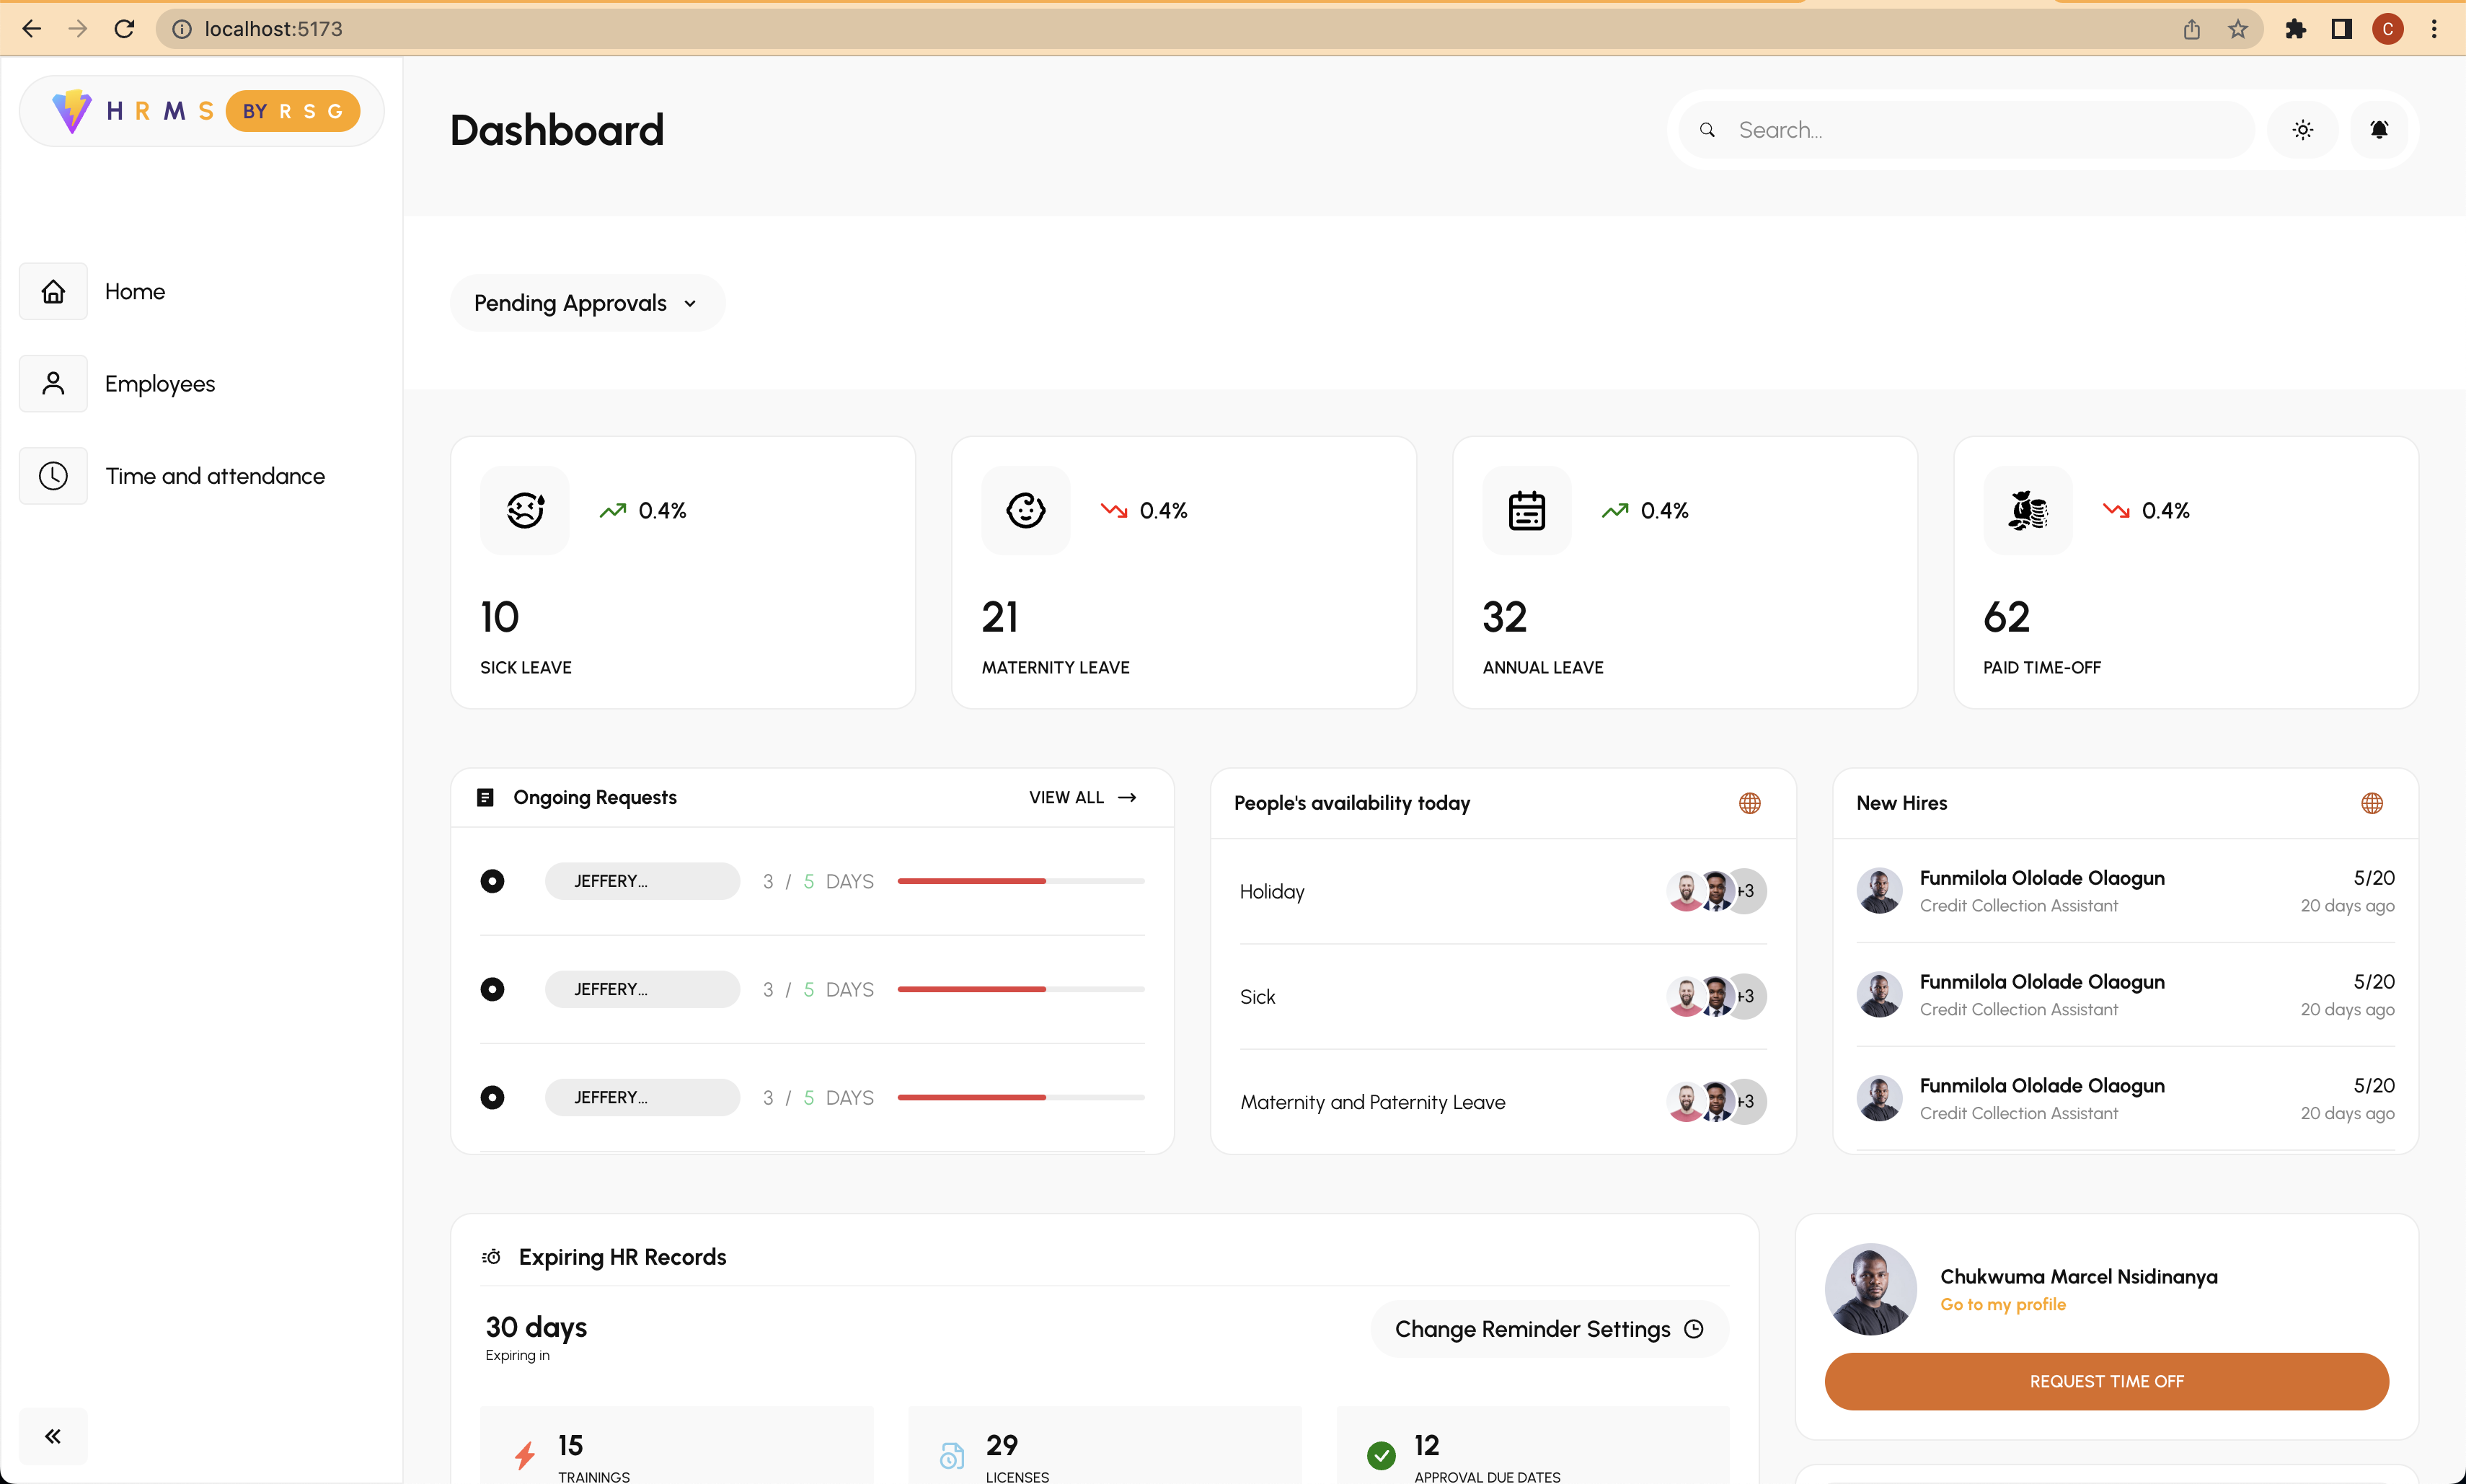 localhost:5173
C
HRMS BY RSG
Dashboard
Search...
Home
Employees
Time and attendance
Pending Approvals
0.4%
10
SICK LEAVE
0.4%
21
MATERNITY LEAVE
0.4%
32
ANNUAL LEAVE
0.4%
62
PAID TIME-OFF
Ongoing Requests
VIEW ALL
JEFFERY...
3 / 5 DAYS
JEFFERY...
3 / 5 DAYS
JEFFERY...
3 / 5 DAYS
People's availability today
Holiday
+3
Sick
+3
Maternity and Paternity Leave
+3
New Hires
Funmilola Ololade Olaogun
5/20
Credit Collection Assistant
20 days ago
Funmilola Ololade Olaogun
5/20
Credit Collection Assistant
20 days ago
Funmilola Ololade Olaogun
5/20
Credit Collection Assistant
20 days ago
Expiring HR Records
30 days
Expiring in
Change Reminder Settings
15
TRAININGS
29
LICENSES
12
APPROVAL DUE DATES
Chukwuma Marcel Nsidinanya
Go to my profile
REQUEST TIME OFF